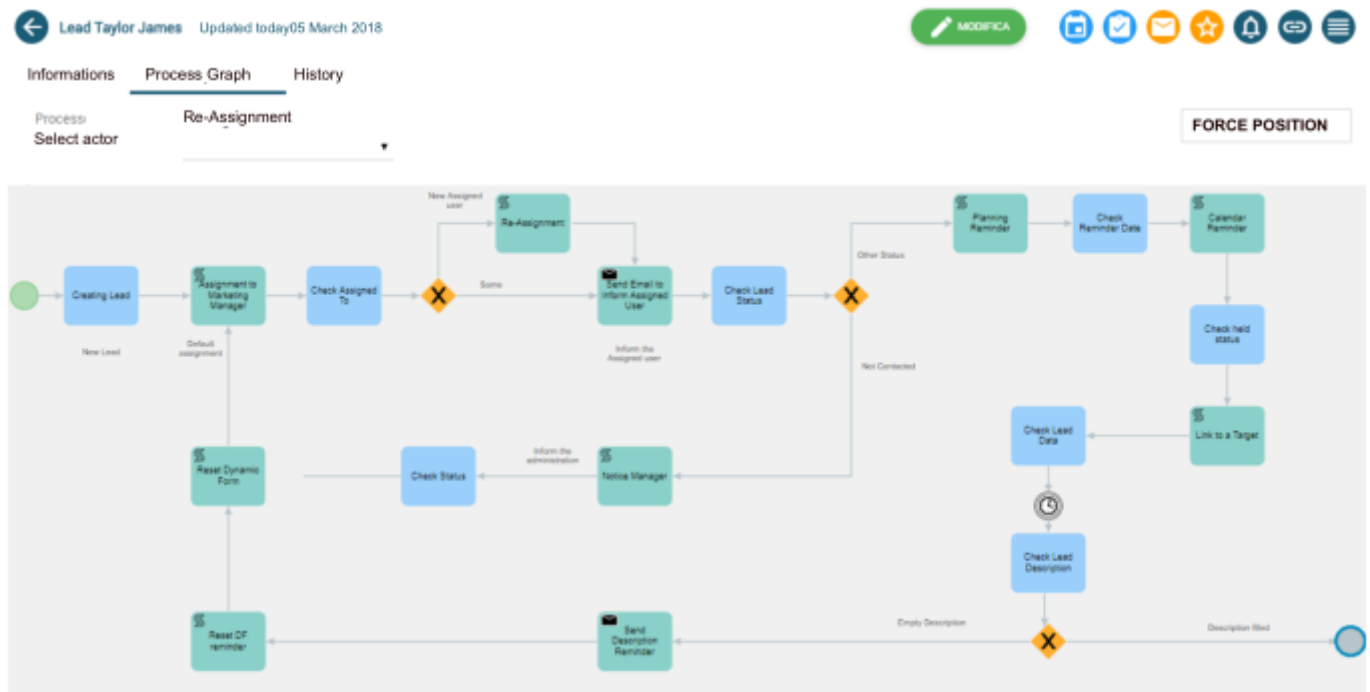 Lead Taylor James Updated today05 March 2018
MODIFICA
Informations Process Graph History
Process
Select actor
Re-Assignment
FORCE POSITION
New Assigned
user
Re-Assignment
Planning
Reminder
Check
Reminder Date
Calendar
Reminder
Other Status
Creating Lead
Assignment to
Marketing
Manager
Check Assigned
To
X
Send Email to
Inform Assigned
User
Check Lead
Status
X
New Lead
Default
assignment
Inform the
Assigned user
Not Contacted
Check held
status
Check Lead
Data
Link to a Target
Reset Dynamic
Form
Check Status
Inform the
administration
Notice Manager
Check Lead
Description
Reset DF
reminder
Send
Description
Reminder
Empty Description
X
Description filled